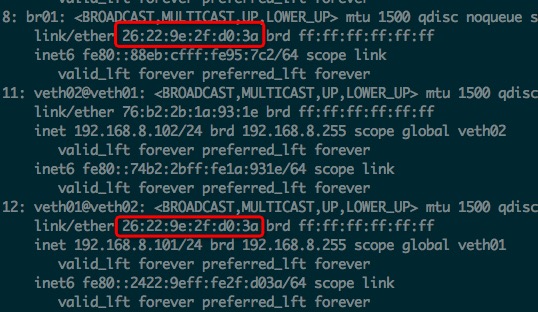 8: br01: <BROADCAST,MULTICAST,UP,LOWER_UP> mtu 1500 qdisc noqueue s
link/ether 26:22:9e:2f:d0:3a brd ff:ff:ff:ff:ff:ff
inet6 fe80::88eb:cfff:fe95:7c2/64 scope link
valid_lft forever preferred_lft forever
11: veth02@veth01: <BROADCAST,MULTICAST,UP,LOWER_UP> mtu 1500 qdisc
link/ether 76:b2:2b:1a:93:1e brd ff:ff:ff:ff:ff:ff
inet 192.168.8.102/24 brd 192.168.8.255 scope global veth02
valid_lft forever preferred_lft forever
inet6 fe80::74b2:2bff:fe1a:931e/64 scope link
valid_lft forever preferred_lft forever
12: veth01@veth02: <BROADCAST,MULTICAST,UP,LOWER_UP> mtu 1500 qdisc
link/ether 26:22:9e:2f:d0:3a brd ff:ff:ff:ff:ff:ff
inet 192.168.8.101/24 brd 192.168.8.255 scope global veth01
valid_lft forever preferred_lft forever
inet6 fe80::2422:9eff:fe2f:d03a/64 scope link
valid_lft forever preferred_lft forever